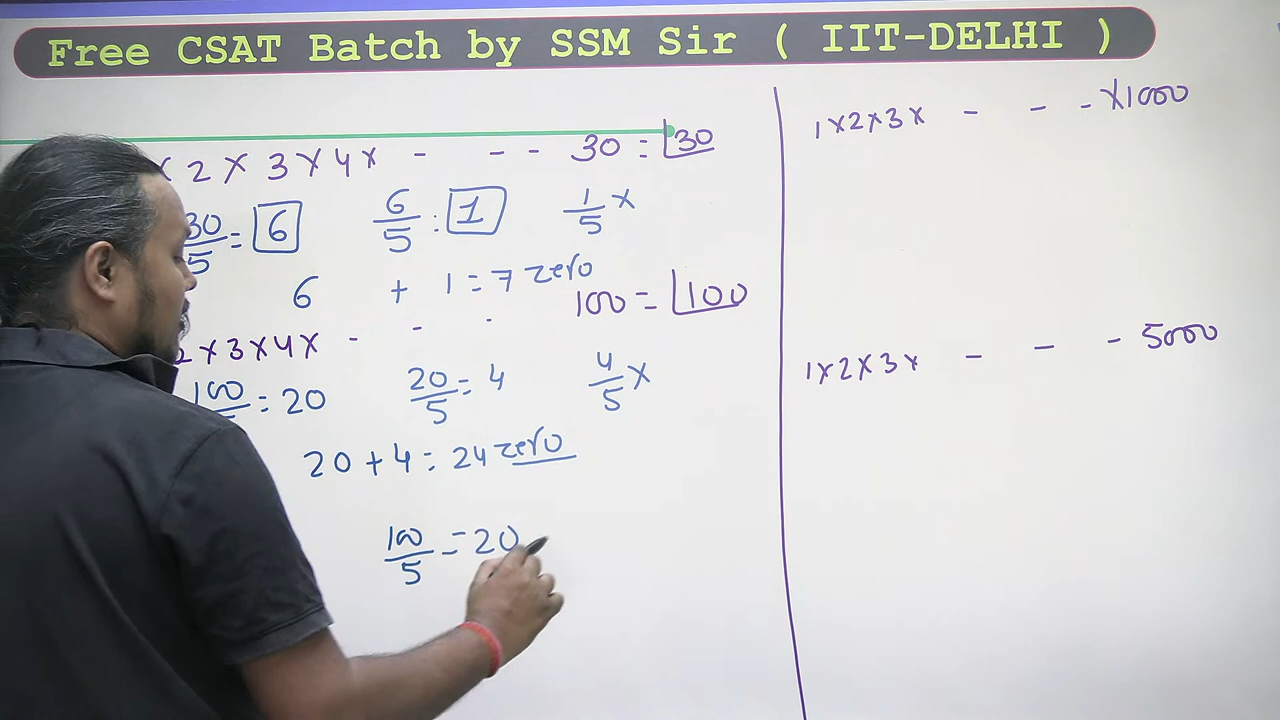 Free CSAT Batch by SSM Sir ( IIT-DELHI )
× 2 × 3 × 4 × - - - 30 = |30
30/5 = 6 6/5 : 1 1/5 ×
6 + 1 = 7 zero
100 = |100
2 × 3 × 4 × - - -
100/5 = 20 20/5 = 4 4/5 ×
20 + 4 = 24 zero
100/5 = 20
1 × 2 × 3 × - - - × 1000
1 × 2 × 3 × - - - 5000